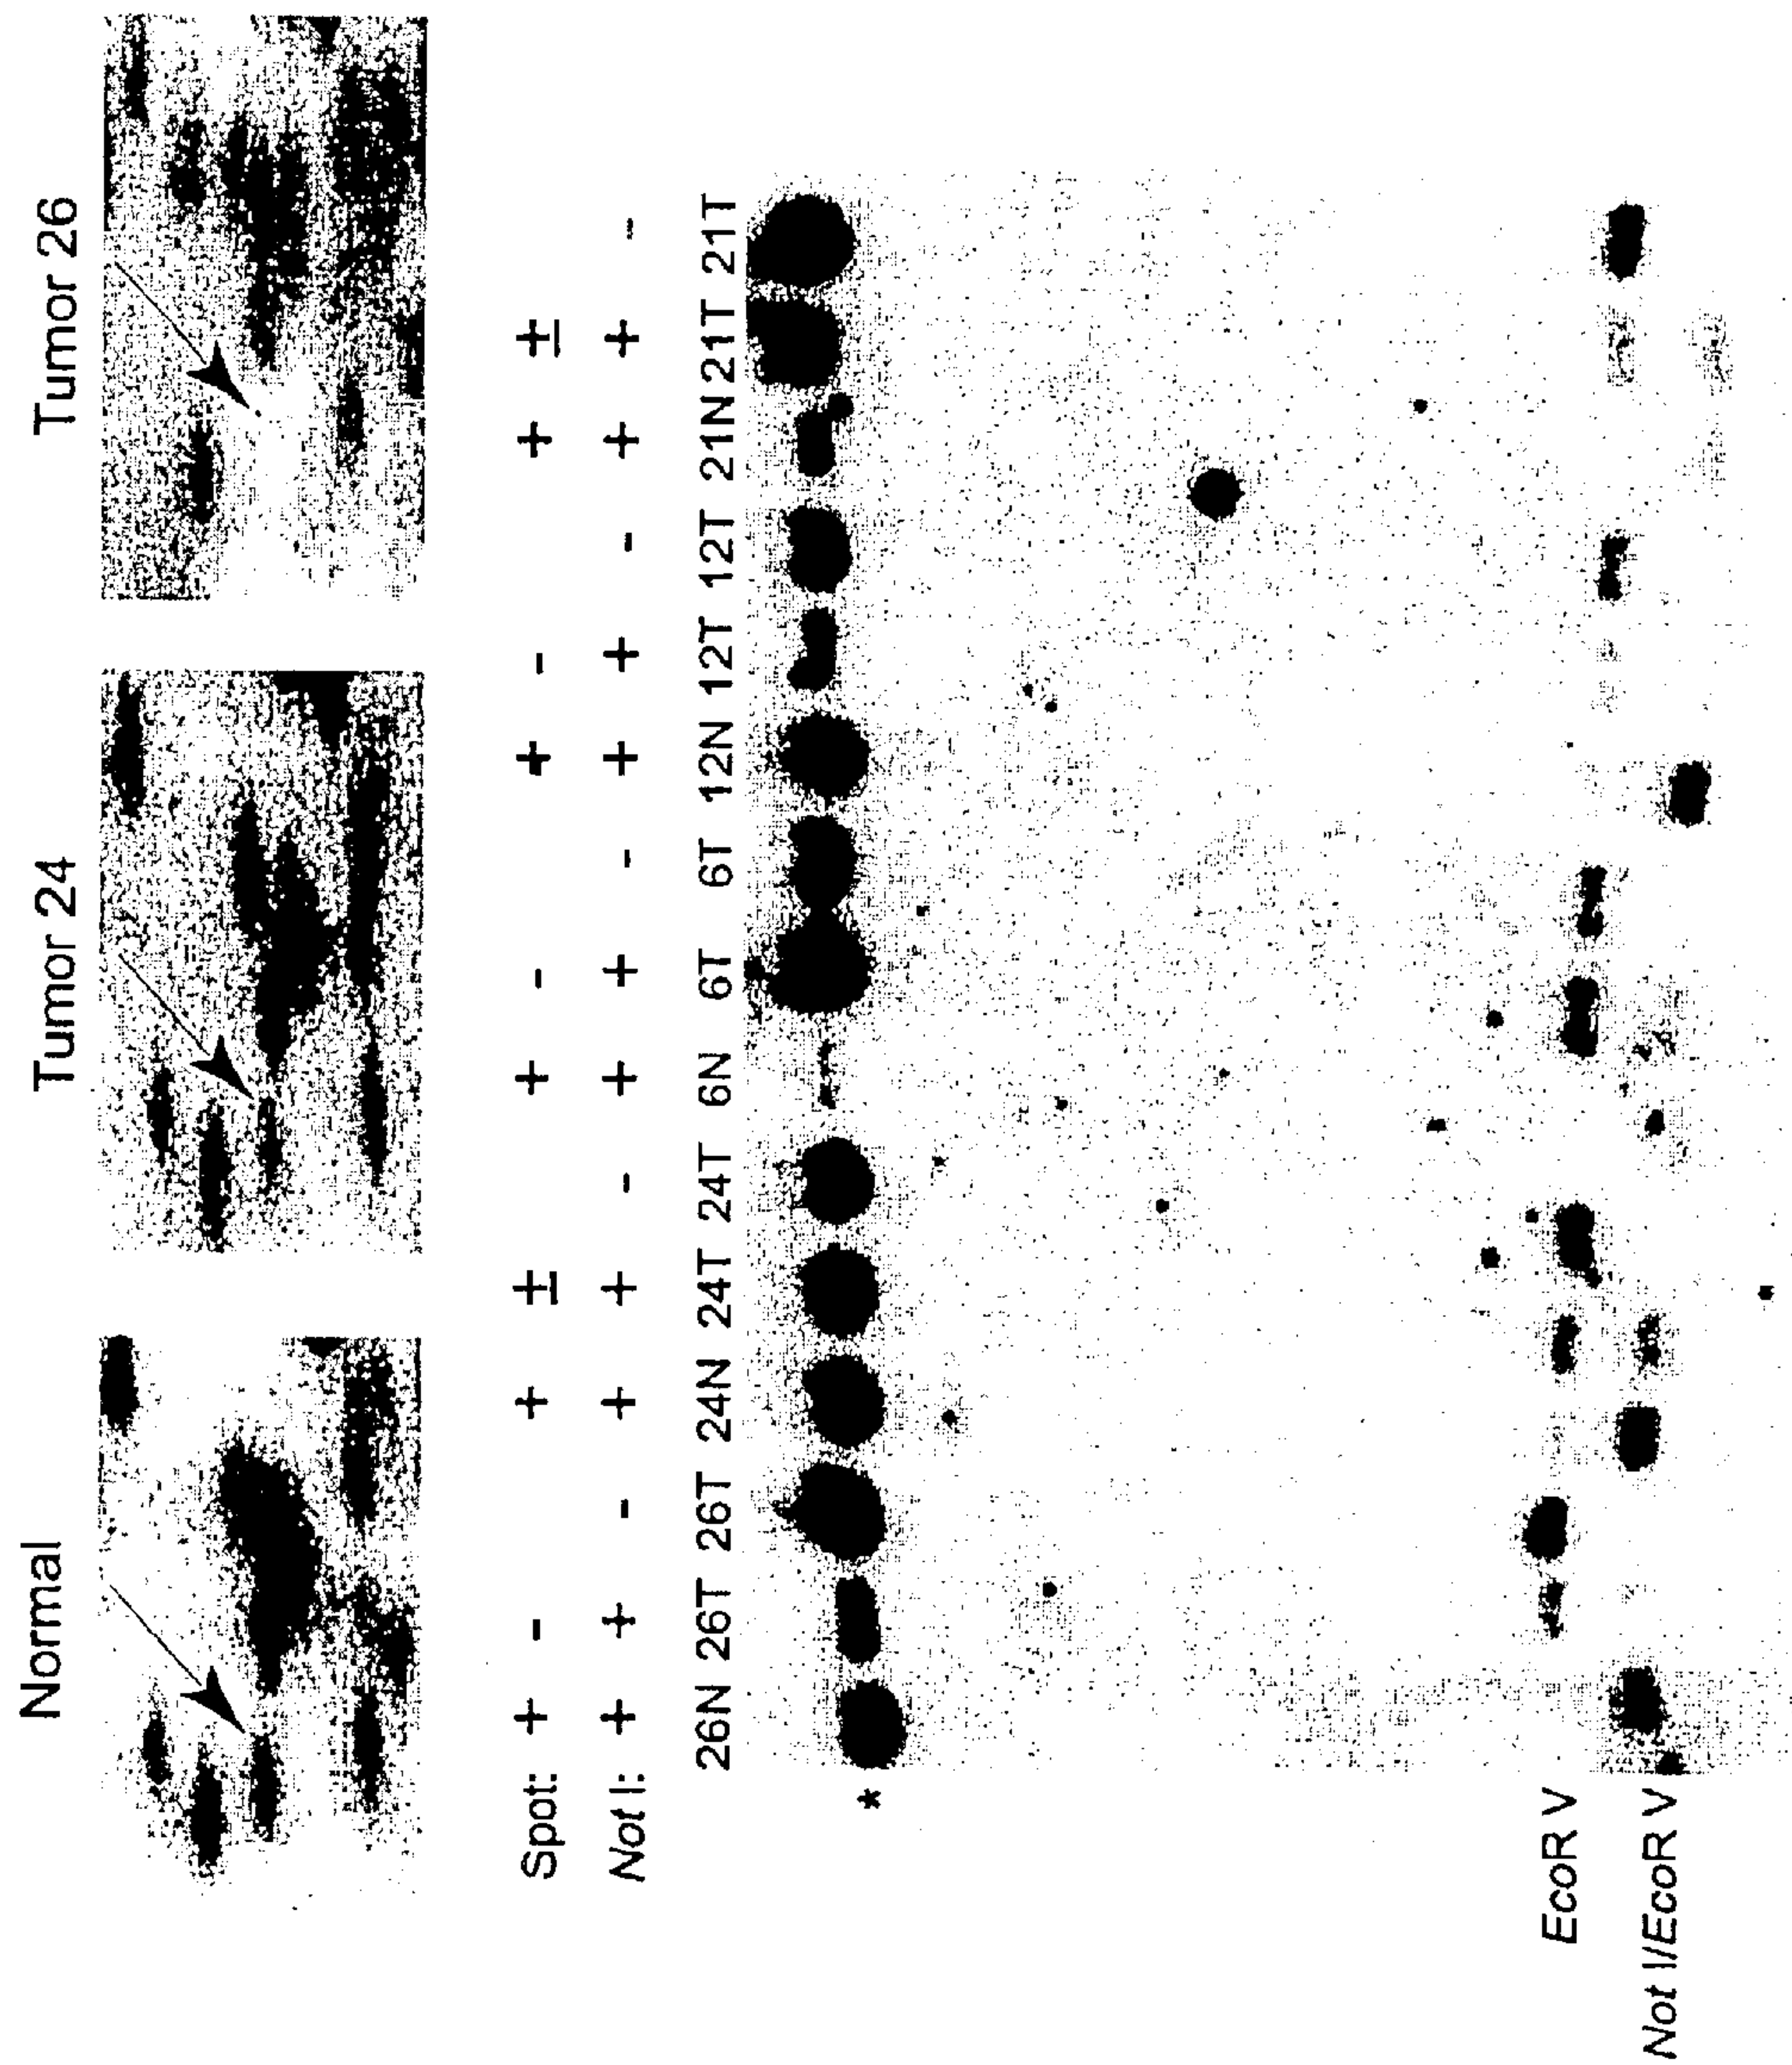 Normal Tumor 24 Tumor 26
Spot: + - + ± + - + - + ±
Not I: + + - + + - + + - + + - + + -
26N 26T 26T 24N 24T 24T 6N 6T 6T 12N 12T 12T 21N 21T 21T
*
EcoR V
Not I/EcoR V